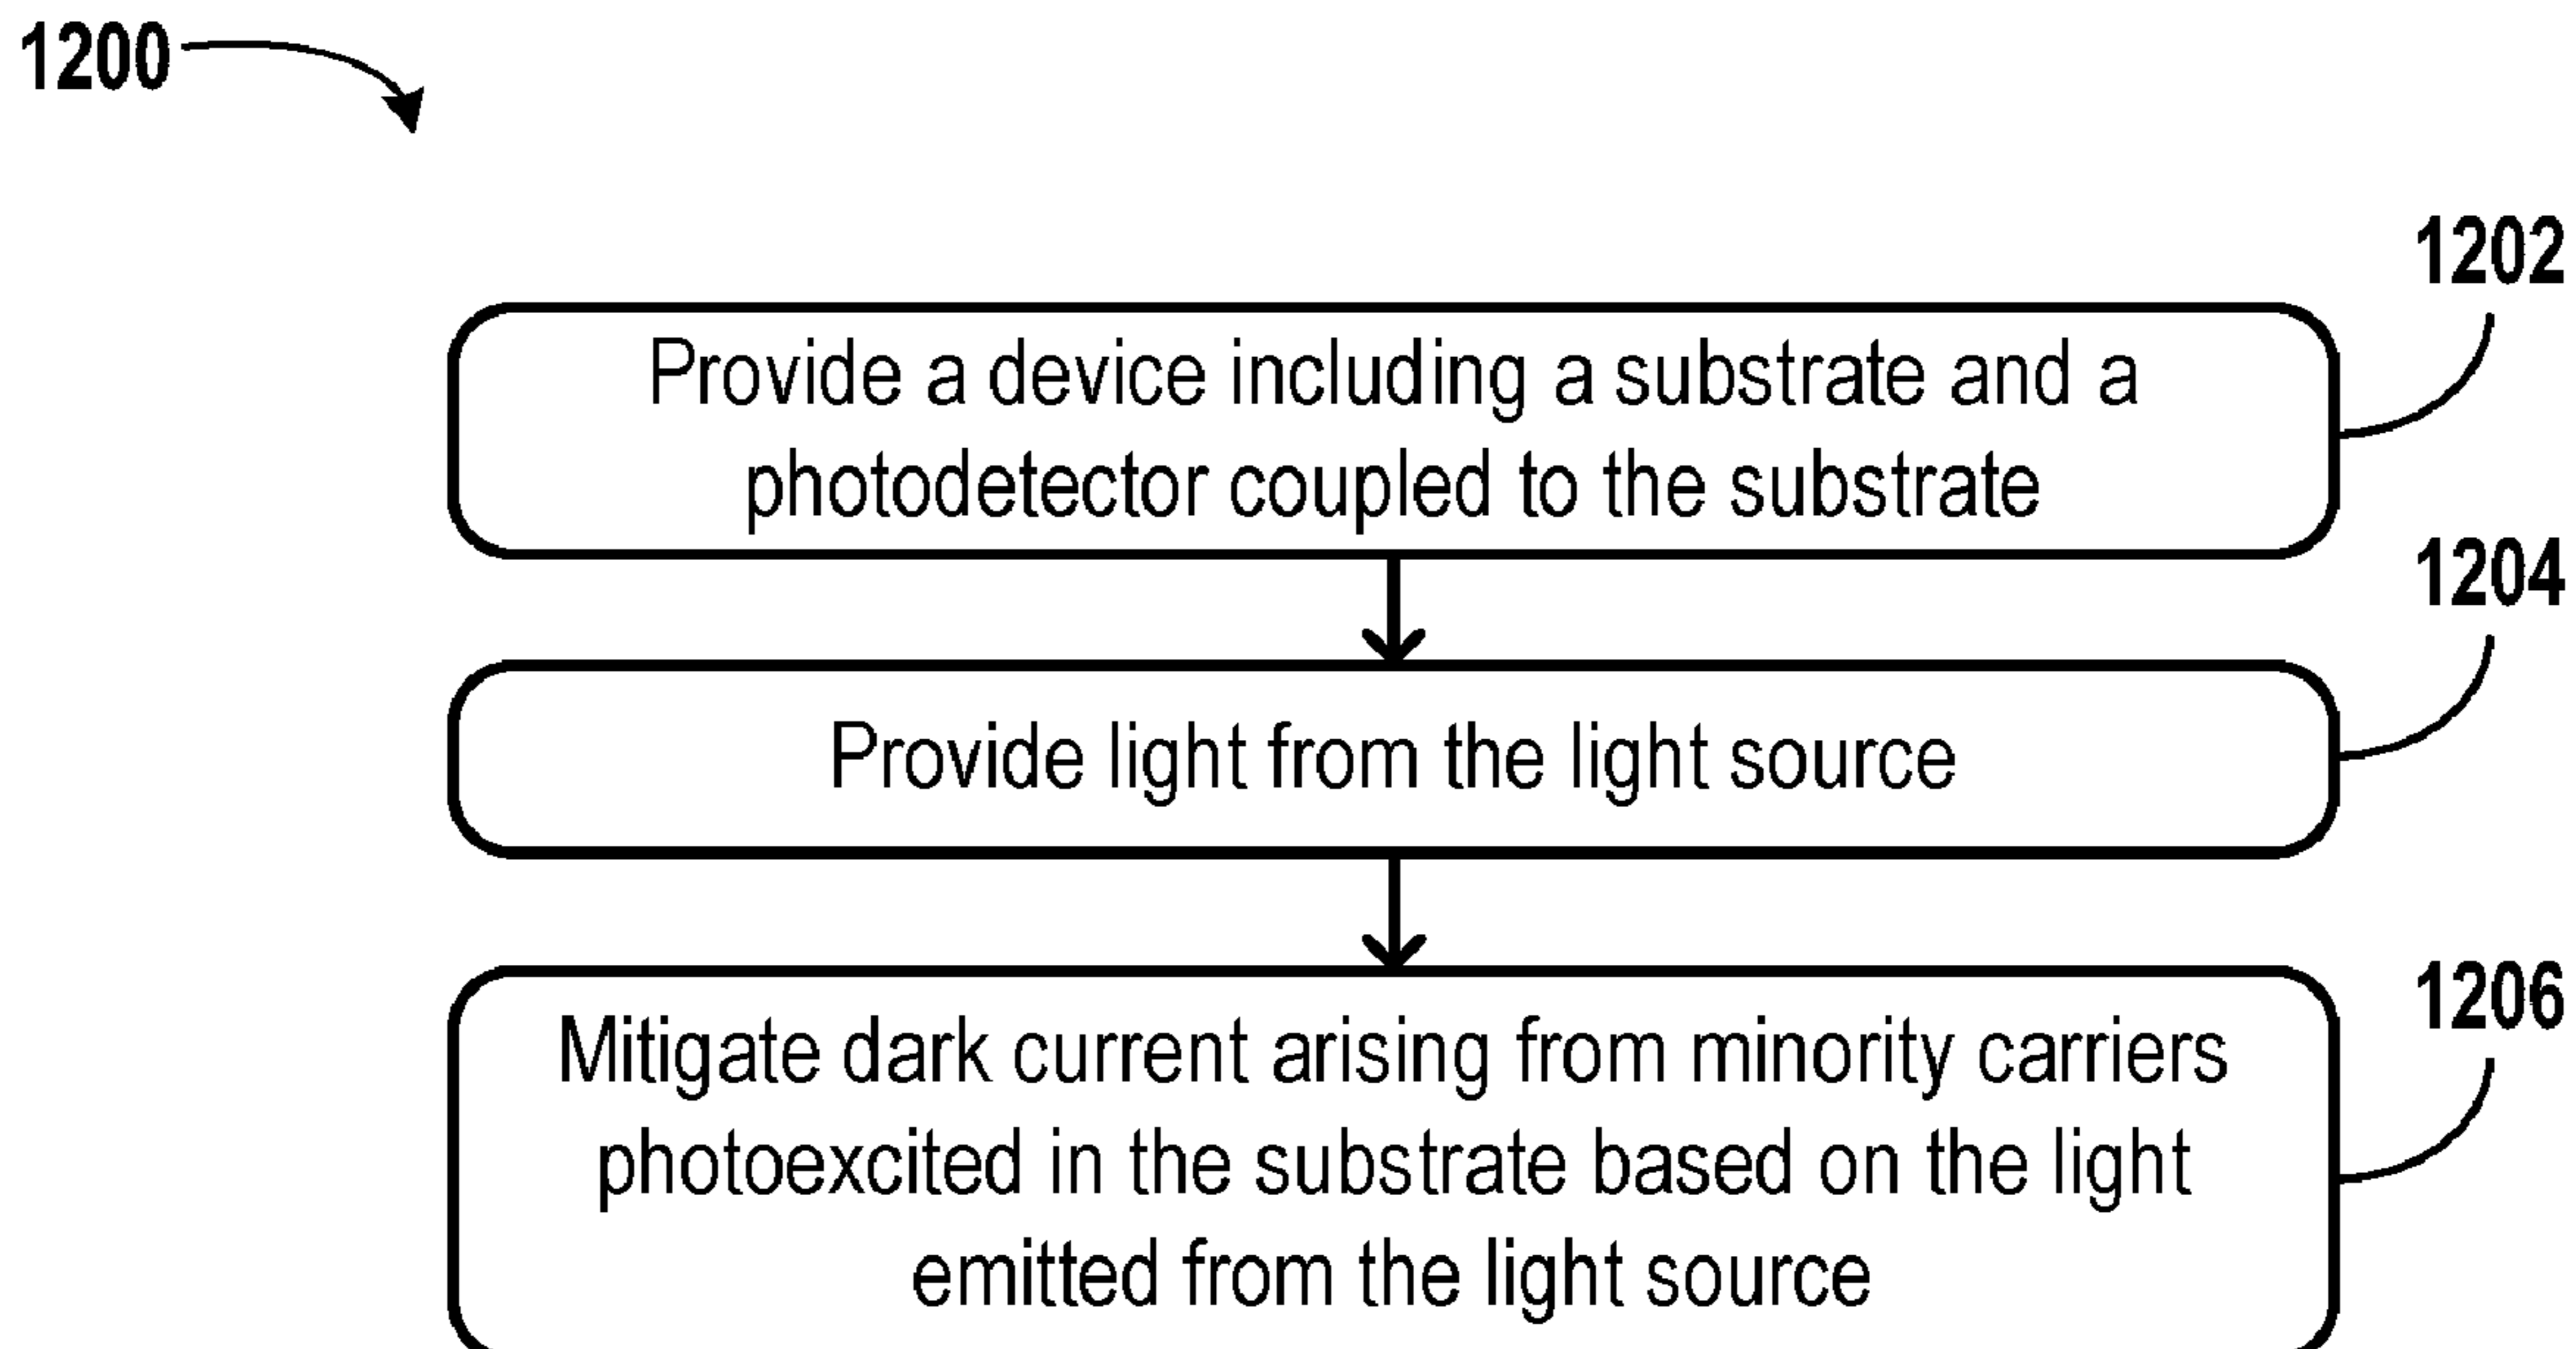 1200
1202
Provide a device including a substrate and a
photodetector coupled to the substrate
1204
Provide light from the light source
1206
Mitigate dark current arising from minority carriers
photoexcited in the substrate based on the light
emitted from the light source